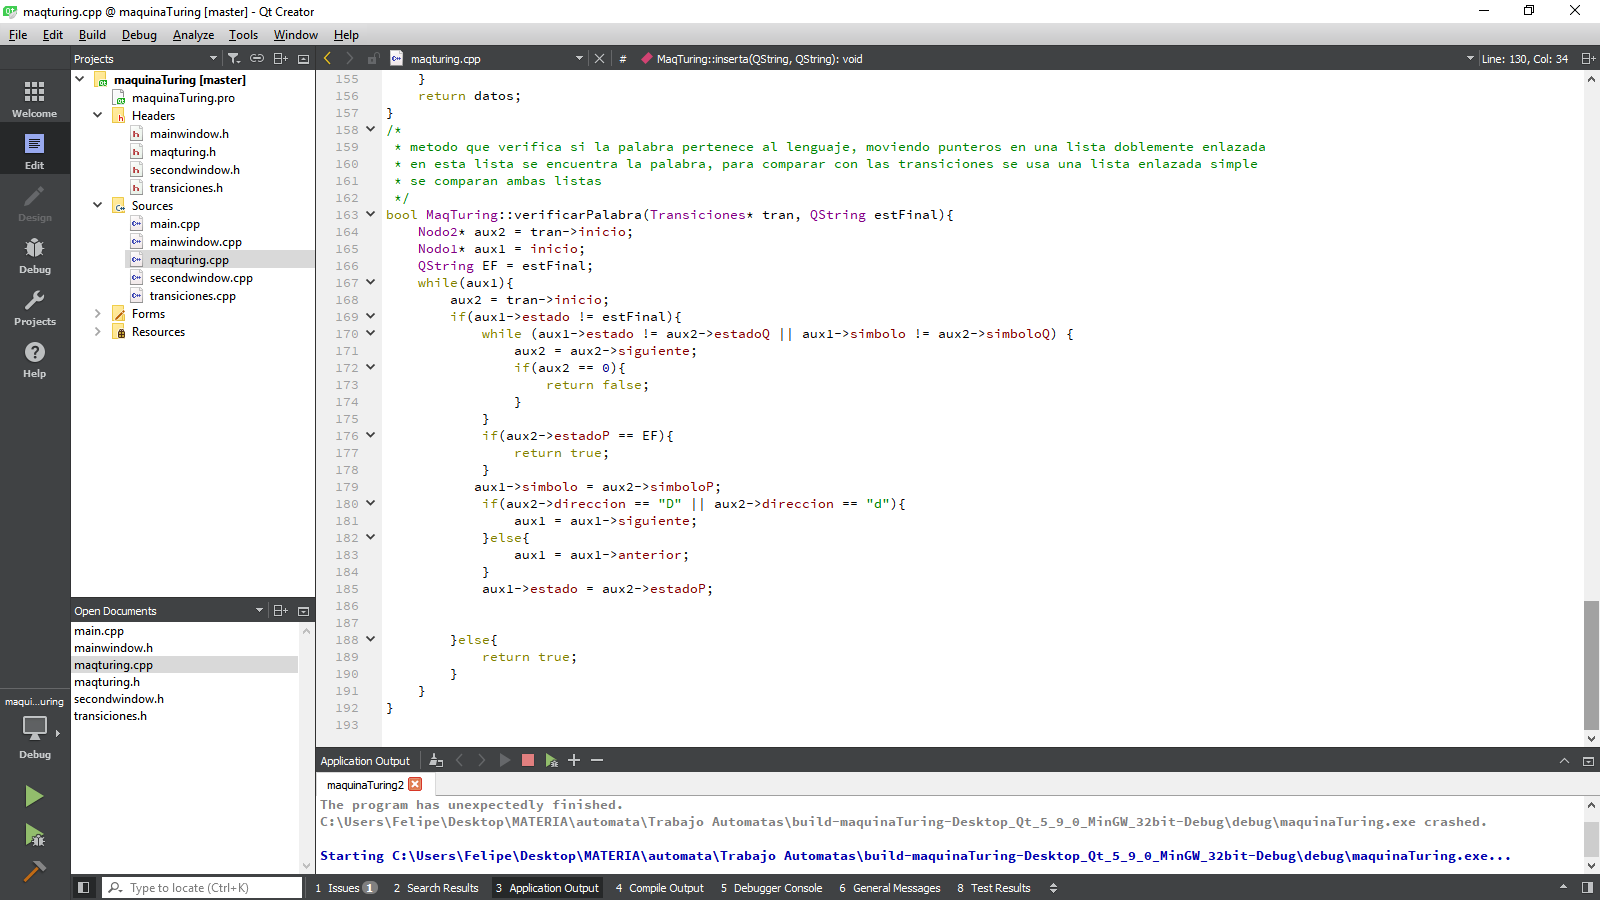 maqturing.cpp @ maquinaTuring [master] - Qt Creator
File Edit Build Debug Analyze Tools Window Help
Projects
maqturing.cpp
# MaqTuring::inserta(QString, QString): void
Line: 130, Col: 34
Welcome
Edit
Design
Debug
Projects
Help
maquinaTuring [master]
maquinaTuring.pro
Headers
mainwindow.h
maqturing.h
secondwindow.h
transiciones.h
Sources
main.cpp
mainwindow.cpp
maqturing.cpp
secondwindow.cpp
transiciones.cpp
Forms
Resources
Open Documents
main.cpp
mainwindow.h
maqturing.cpp
maqturing.h
secondwindow.h
transiciones.h
maqui...uring
Debug
155 }
156 return datos;
157 }
158 /*
159 * metodo que verifica si la palabra pertenece al lenguaje, moviendo punteros en una lista doblemente enlazada
160 * en esta lista se encuentra la palabra, para comparar con las transiciones se usa una lista enlazada simple
161 * se comparan ambas listas
162 */
163 bool MaqTuring::verificarPalabra(Transiciones* tran, QString estFinal){
164 Nodo2* aux2 = tran->inicio;
165 Nodo1* aux1 = inicio;
166 QString EF = estFinal;
167 while(aux1){
168 aux2 = tran->inicio;
169 if(aux1->estado != estFinal){
170 while (aux1->estado != aux2->estadoQ || aux1->simbolo != aux2->simboloQ) {
171 aux2 = aux2->siguiente;
172 if(aux2 == 0){
173 return false;
174 }
175 }
176 if(aux2->estadoP == EF){
177 return true;
178 }
179 aux1->simbolo = aux2->simboloP;
180 if(aux2->direccion == "D" || aux2->direccion == "d"){
181 aux1 = aux1->siguiente;
182 }else{
183 aux1 = aux1->anterior;
184 }
185 aux1->estado = aux2->estadoP;
186
187
188 }else{
189 return true;
190 }
191 }
192 }
193
Application Output
maquinaTuring2
The program has unexpectedly finished.
C:\Users\Felipe\Desktop\MATERIA\automata\Trabajo Automatas\build-maquinaTuring-Desktop_Qt_5_9_0_MinGW_32bit-Debug\debug\maquinaTuring.exe crashed.
Starting C:\Users\Felipe\Desktop\MATERIA\automata\Trabajo Automatas\build-maquinaTuring-Desktop_Qt_5_9_0_MinGW_32bit-Debug\debug\maquinaTuring.exe...
Type to locate (Ctrl+K)
1 Issues 1 2 Search Results 3 Application Output 4 Compile Output 5 Debugger Console 6 General Messages 8 Test Results